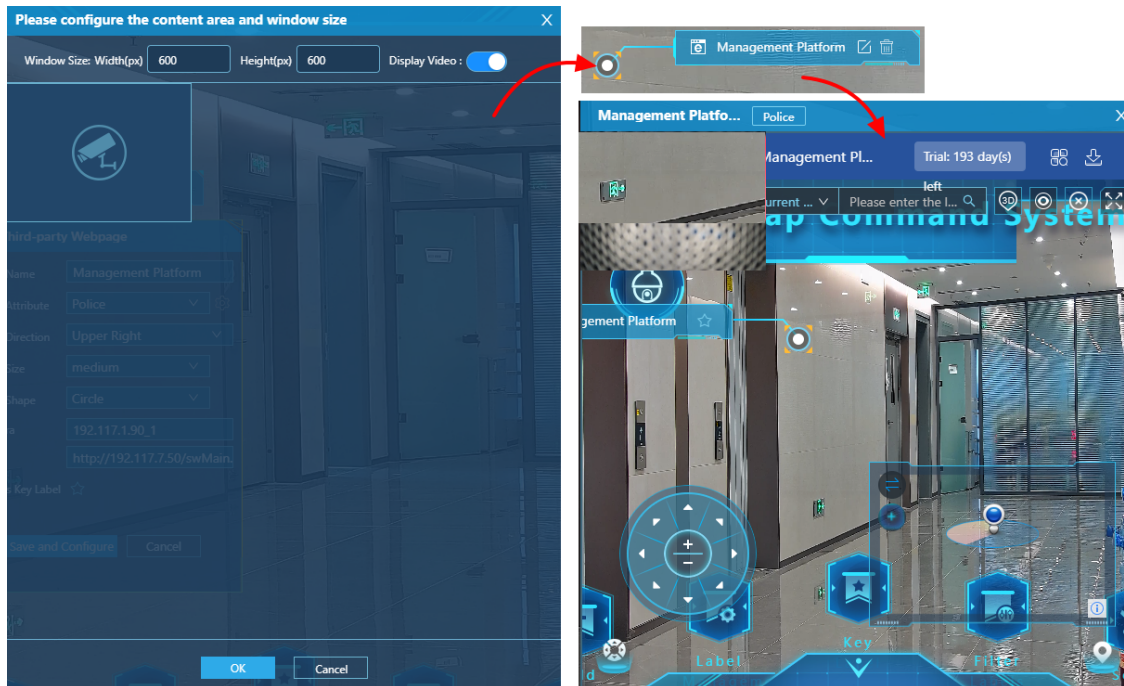 Please configure the content area and window size X
Window Size: Width(px) 600 Height(px) 600 Display Video :
hird-party Webpage
Name Management Platform
Attribute Police
Direction Upper Right
Size medium
Shape Circle
192.117.1.90_1
http://192.117.7.50/swMain.
s Key Label
Save and Configure Cancel
OK Cancel
Management Platform
Management Platfo... Police X
Management Pl... Trial: 193 day(s)
left
urrent ... Please enter the l... 3D
ap Command System
gement Platform
Key
Label Filter